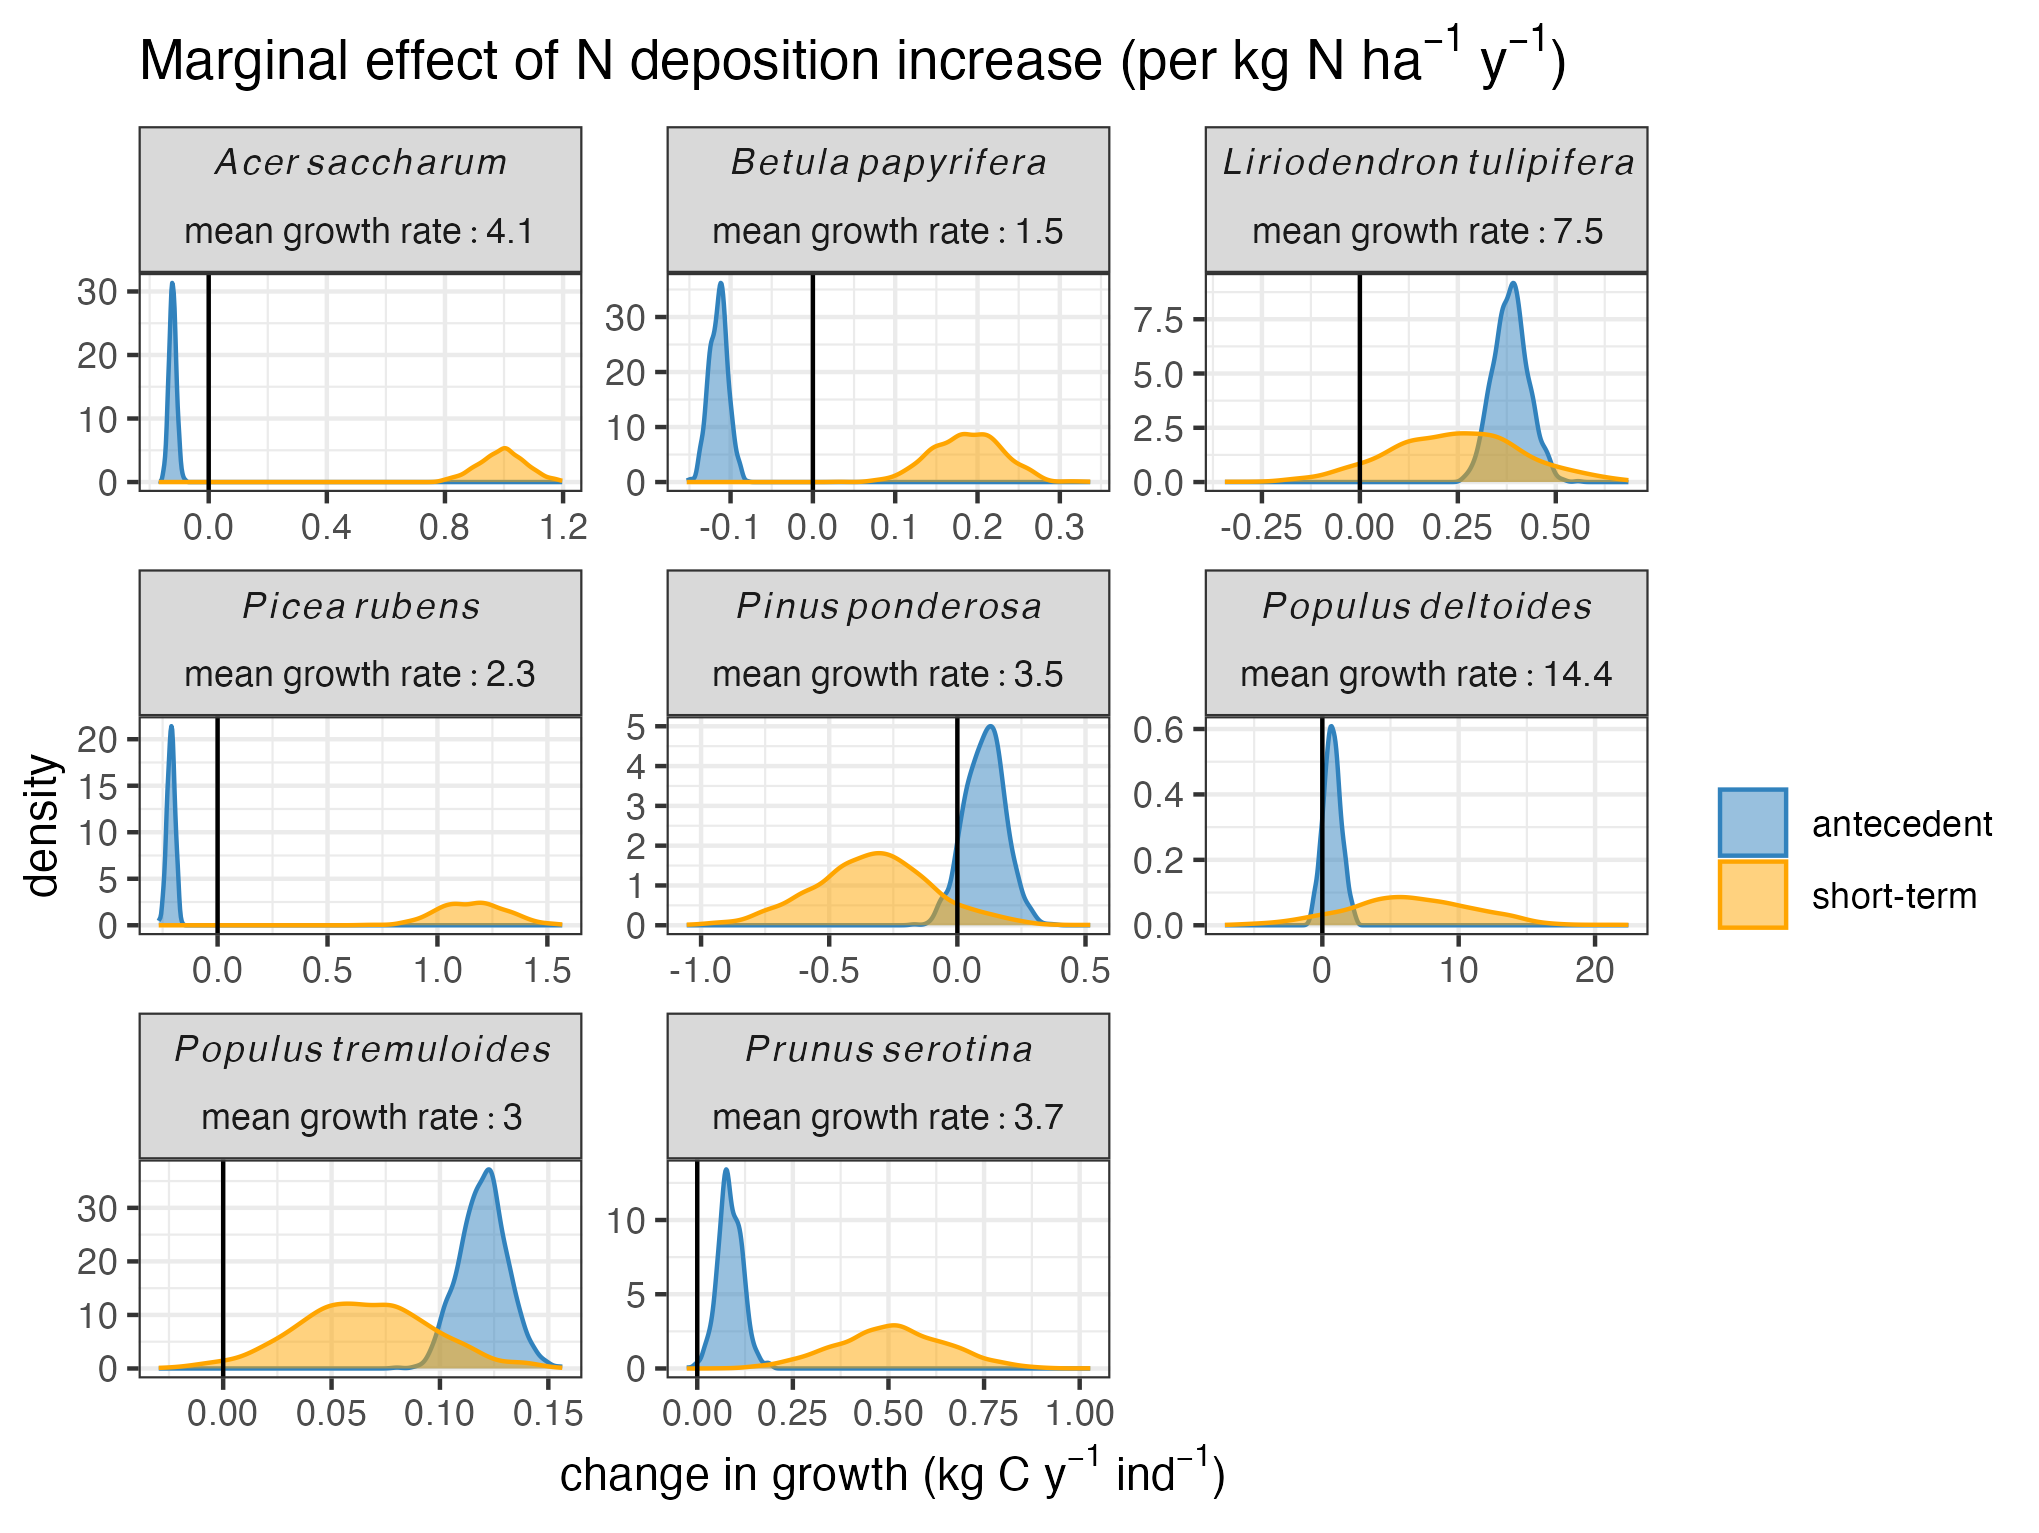 Marginal effect of N deposition increase (per kg N ha⁻¹ y⁻¹)
Acer saccharum
mean growth rate : 4.1
30
20
10
0
0.0 0.4 0.8 1.2
Betula papyrifera
mean growth rate : 1.5
30
20
10
0
-0.1 0.0 0.1 0.2 0.3
Liriodendron tulipifera
mean growth rate : 7.5
7.5
5.0
2.5
0.0
-0.25 0.00 0.25 0.50
Picea rubens
mean growth rate : 2.3
20
15
10
5
0
0.0 0.5 1.0 1.5
Pinus ponderosa
mean growth rate : 3.5
5
4
3
2
1
0
-1.0 -0.5 0.0 0.5
Populus deltoides
mean growth rate : 14.4
0.6
0.4
0.2
0.0
0 10 20
Populus tremuloides
mean growth rate : 3
30
20
10
0
0.00 0.05 0.10 0.15
Prunus serotina
mean growth rate : 3.7
10
5
0
0.00 0.25 0.50 0.75 1.00
density
change in growth (kg C y⁻¹ ind⁻¹)
antecedent
short-term